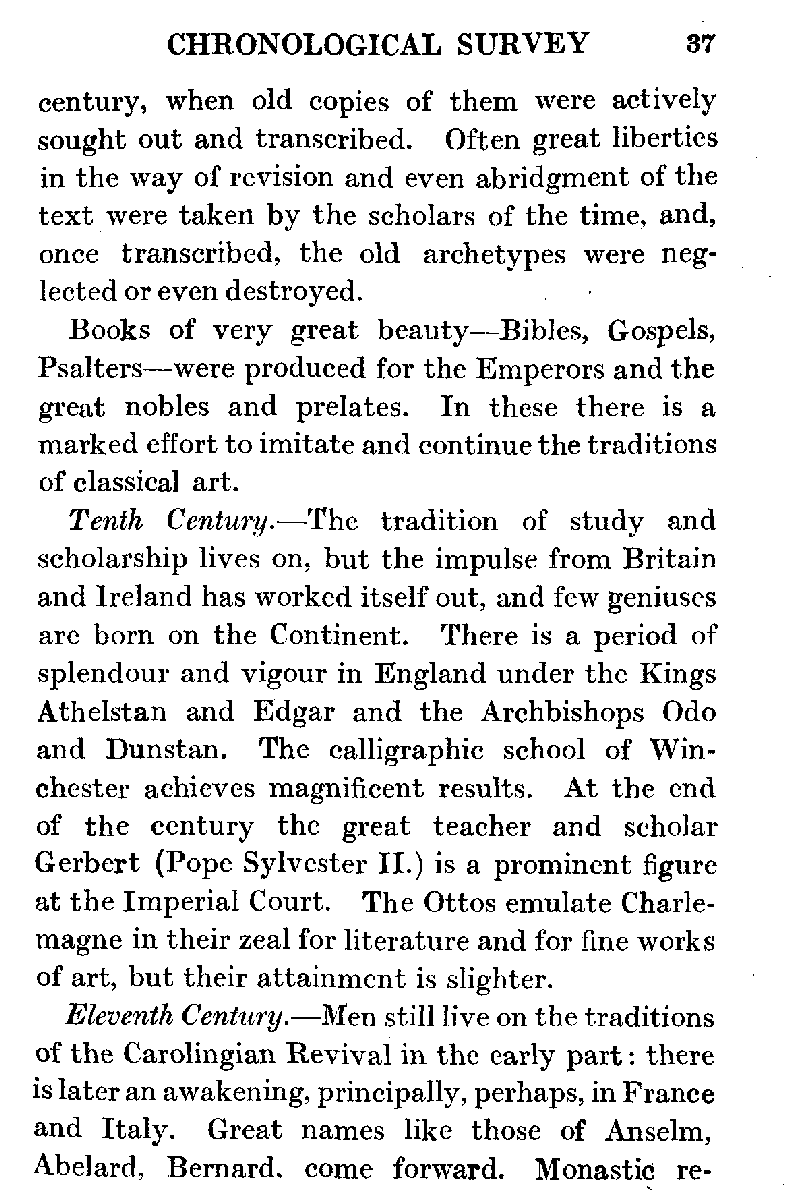 CHRONOLOGICAL SURVEY 37
century, when old copies of them were actively
sought out and transcribed. Often great liberties
in the way of revision and even abridgment of the
text were taken by the scholars of the time, and,
once transcribed, the old archetypes were neg-
lected or even destroyed.
Books of very great beauty—Bibles, Gospels,
Psalters—were produced for the Emperors and the
great nobles and prelates. In these there is a
marked effort to imitate and continue the traditions
of classical art.
Tenth Century.—The tradition of study and
scholarship lives on, but the impulse from Britain
and Ireland has worked itself out, and few geniuses
are born on the Continent. There is a period of
splendour and vigour in England under the Kings
Athelstan and Edgar and the Archbishops Odo
and Dunstan. The calligraphic school of Win-
chester achieves magnificent results. At the end
of the century the great teacher and scholar
Gerbert (Pope Sylvester II.) is a prominent figure
at the Imperial Court. The Ottos emulate Charle-
magne in their zeal for literature and for fine works
of art, but their attainment is slighter.
Eleventh Century.—Men still live on the traditions
of the Carolingian Revival in the early part: there
is later an awakening, principally, perhaps, in France
and Italy. Great names like those of Anselm,
Abelard, Bernard, come forward. Monastic re-